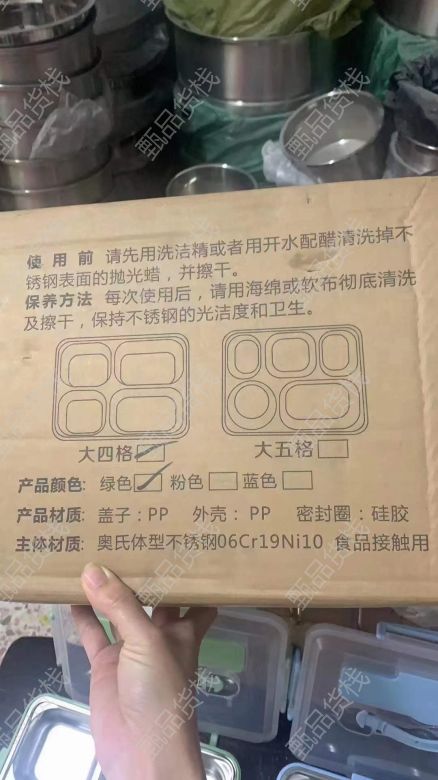 使用前 请先用洗洁精或者用开水配醋清洗掉不
锈钢表面的抛光蜡，并擦干。
保养方法 每次使用后，请用海绵或软布彻底清洗
及擦干，保持不锈钢的光洁度和卫生。
大四格 大五格
产品颜色: 绿色 粉色 蓝色
产品材质: 盖子：PP 外壳：PP 密封圈：硅胶
主体材质: 奥氏体型不锈钢06Cr19Ni10 食品接触用
甄品货栈